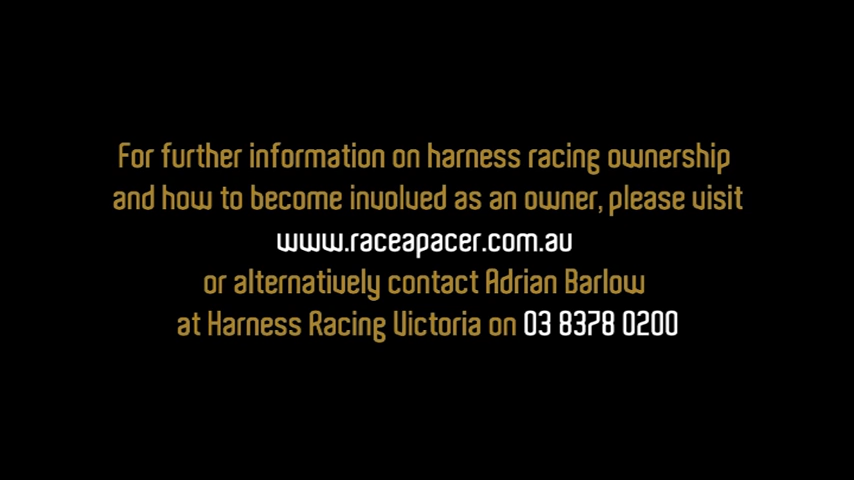 For further information on harness racing ownership
and how to become involved as an owner, please visit
www.raceapacer.com.au
or alternatively contact Adrian Barlow
at Harness Racing Victoria on 03 8378 0200